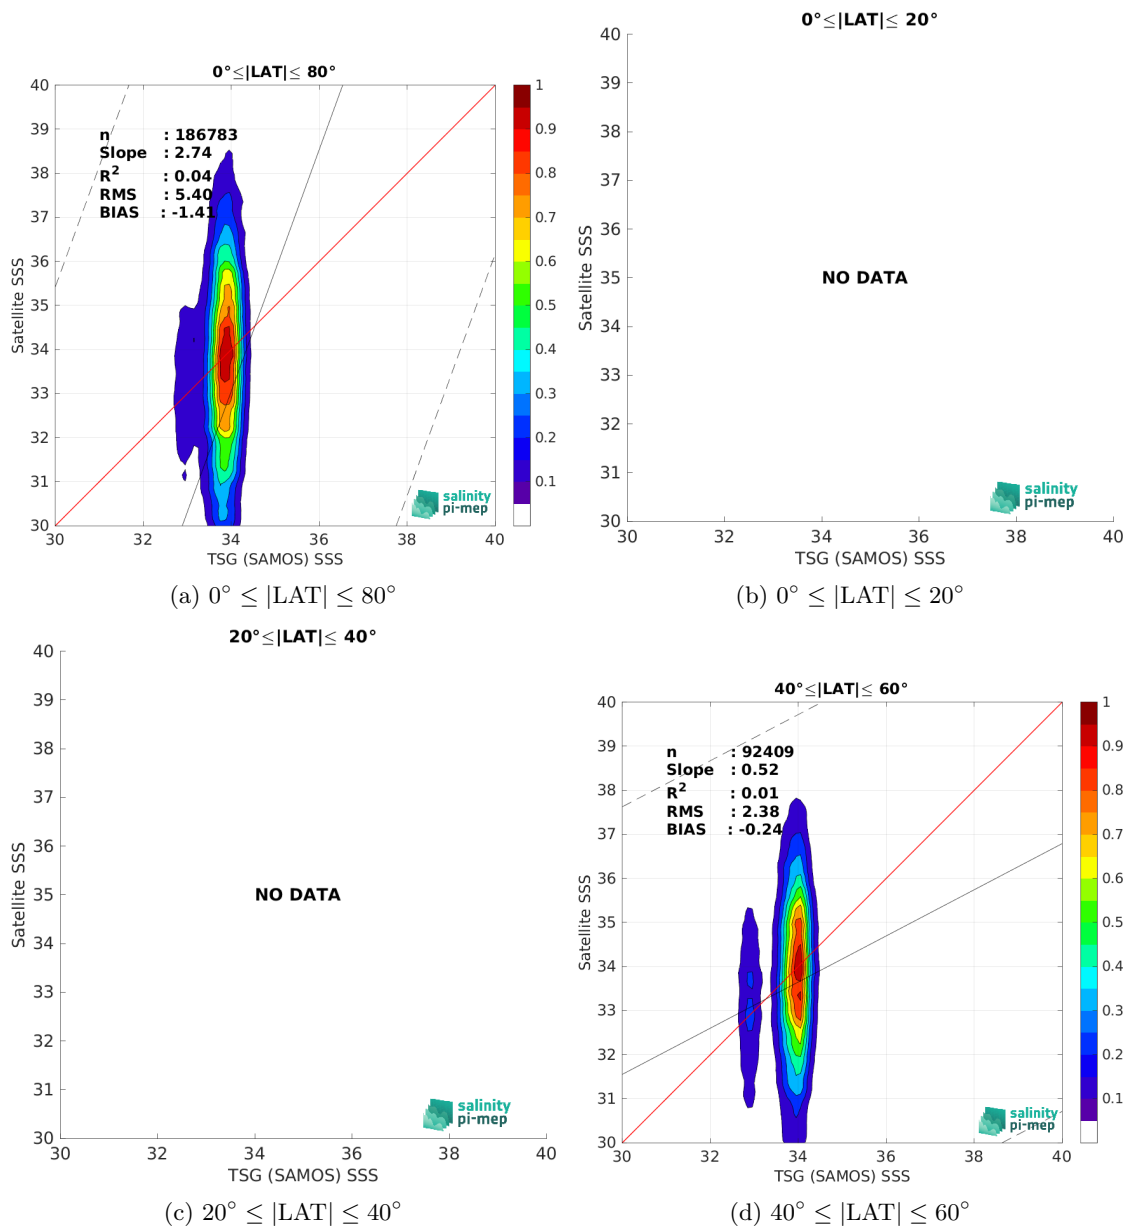 0°≤|LAT|≤ 80°
40
39
38
37
36
35
34
33
32
31
30
Satellite SSS
n : 186783
Slope : 2.74
R² : 0.04
RMS : 5.40
BIAS : -1.41
1
0.9
0.8
0.7
0.6
0.5
0.4
0.3
0.2
0.1
salinity
pi-mep
30 32 34 36 38 40
TSG (SAMOS) SSS
(a) 0° ≤ |LAT| ≤ 80°
0°≤|LAT|≤ 20°
40
39
38
37
36
35
34
33
32
31
30
Satellite SSS
NO DATA
salinity
pi-mep
30 32 34 36 38 40
TSG (SAMOS) SSS
(b) 0° ≤ |LAT| ≤ 20°
20°≤|LAT|≤ 40°
40
39
38
37
36
35
34
33
32
31
30
Satellite SSS
NO DATA
salinity
pi-mep
30 32 34 36 38 40
TSG (SAMOS) SSS
(c) 20° ≤ |LAT| ≤ 40°
40°≤|LAT|≤ 60°
40
39
38
37
36
35
34
33
32
31
30
Satellite SSS
n : 92409
Slope : 0.52
R² : 0.01
RMS : 2.38
BIAS : -0.24
1
0.9
0.8
0.7
0.6
0.5
0.4
0.3
0.2
0.1
salinity
pi-mep
30 32 34 36 38 40
TSG (SAMOS) SSS
(d) 40° ≤ |LAT| ≤ 60°